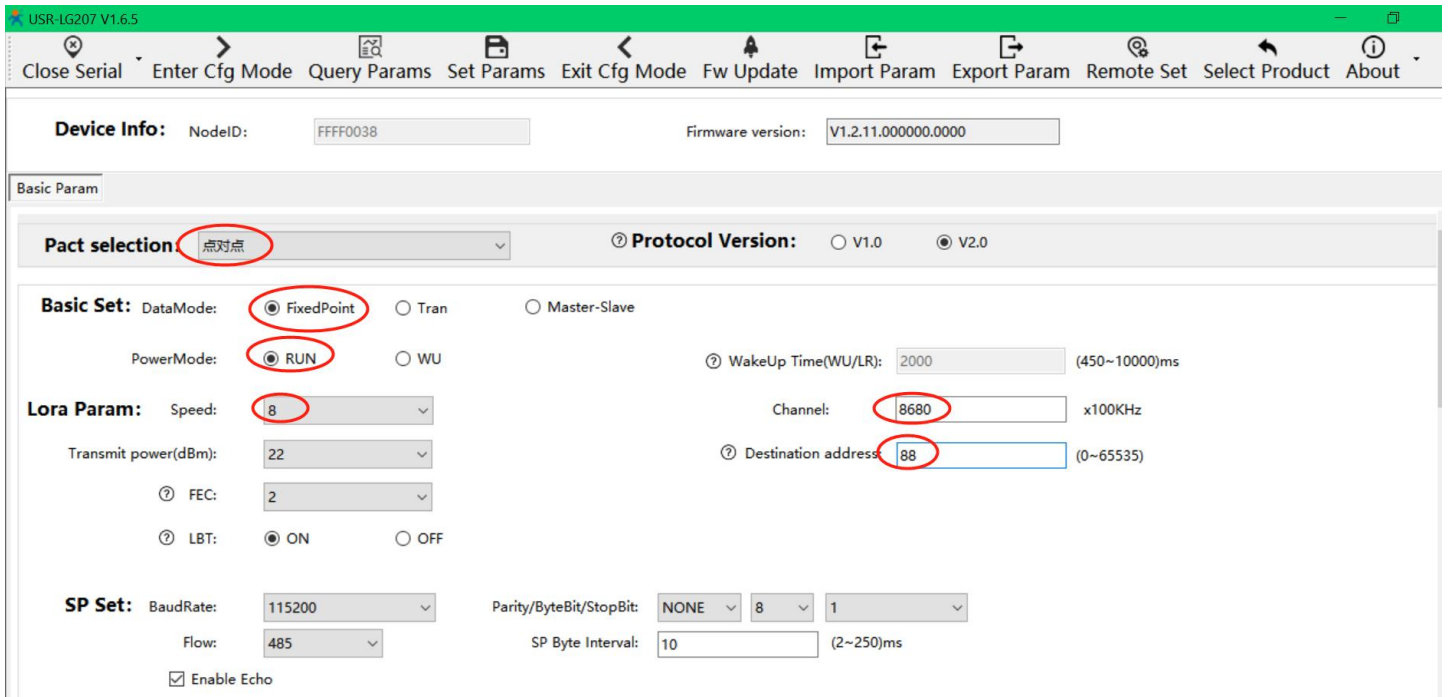 USR-LG207 V1.6.5
Close Serial Enter Cfg Mode Query Params Set Params Exit Cfg Mode Fw Update Import Param Export Param Remote Set Select Product About
Device Info: NodeID: FFFF0038 Firmware version: V1.2.11.000000.0000
Basic Param
Pact selection: 点对点 Protocol Version: V1.0 V2.0
Basic Set: DataMode: FixedPoint Tran Master-Slave
PowerMode: RUN WU WakeUp Time(WU/LR): 2000 (450~10000)ms
Lora Param: Speed: 8 Channel: 8680 x100KHz
Transmit power(dBm): 22 Destination address: 88 (0~65535)
FEC: 2
LBT: ON OFF
SP Set: BaudRate: 115200 Parity/ByteBit/StopBit: NONE 8 1
Flow: 485 SP Byte Interval: 10 (2~250)ms
Enable Echo